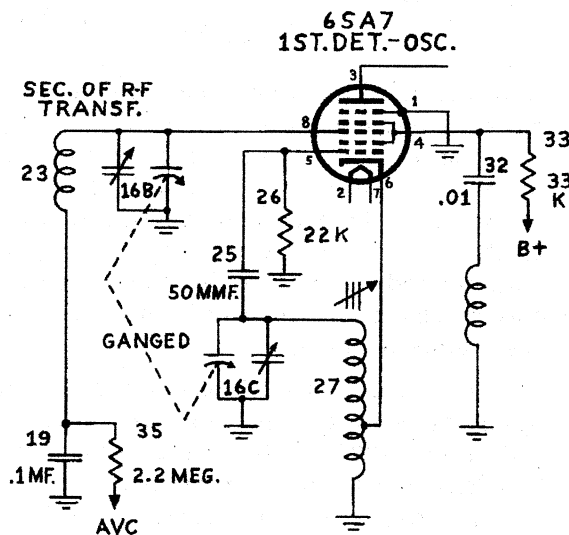 6SA7
1ST. DET.-OSC.
3
SEC. OF R-F
TRANSF.
1
8
4
5
33
23
16B
2
7
6
32
33
K
26
.01
22K
B+
25
50MMF.
GANGED
16C
27
19
35
.1MF.
2.2 MEG.
AVC